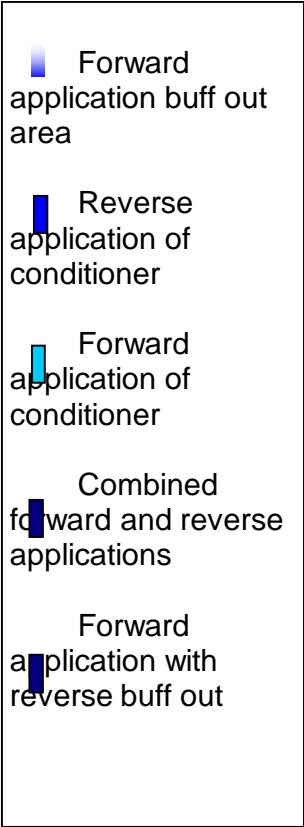 Forward
application buff out
area
Reverse
application of
conditioner
Forward
application of
conditioner
Combined
forward and reverse
applications
Forward
application with
reverse buff out